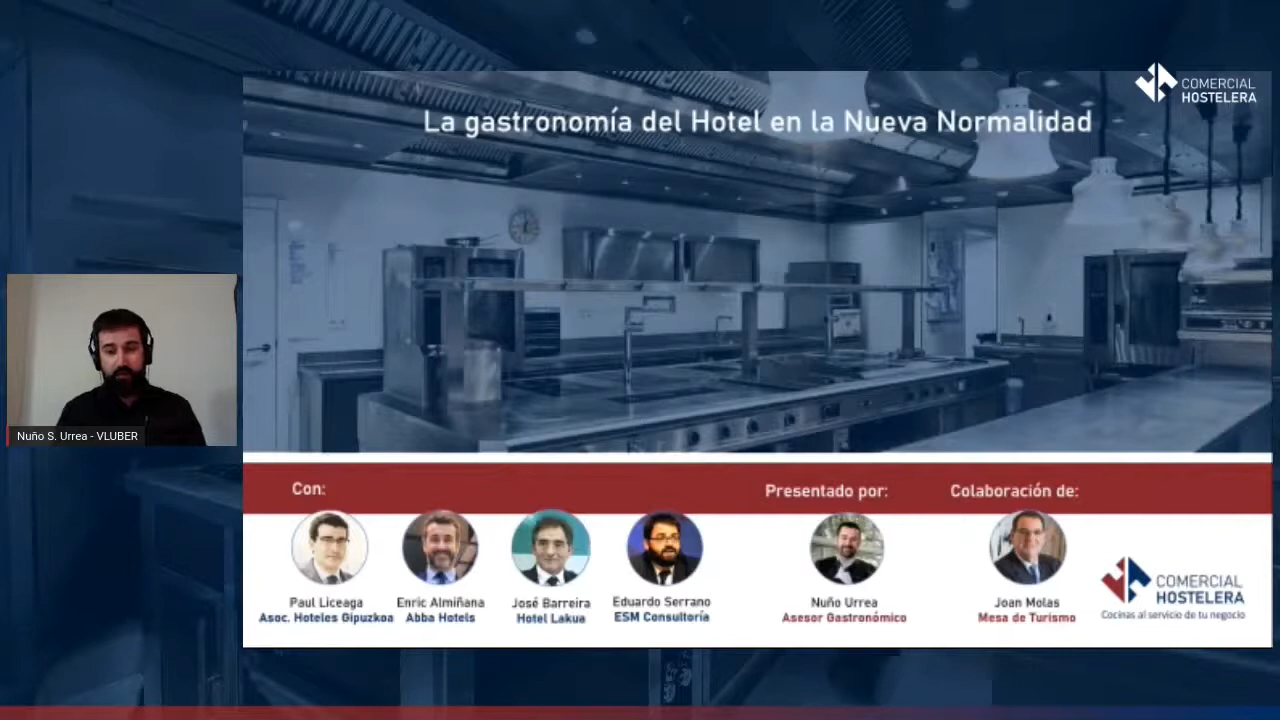 COMERCIAL
HOSTELERA
La gastronomía del Hotel en la Nueva Normalidad
Nuño S. Urrea - VLUBER
Con:
Presentado por:
Colaboración de:
Paul Liceaga
Asoc. Hoteles Gipuzkoa
Enric Almiñana
Abba Hotels
José Barreira
Hotel Lakua
Eduardo Serrano
ESM Consultoría
Nuño Urrea
Asesor Gastronómico
Joan Molas
Mesa de Turismo
COMERCIAL
HOSTELERA
Cocinas al servicio de tu negocio